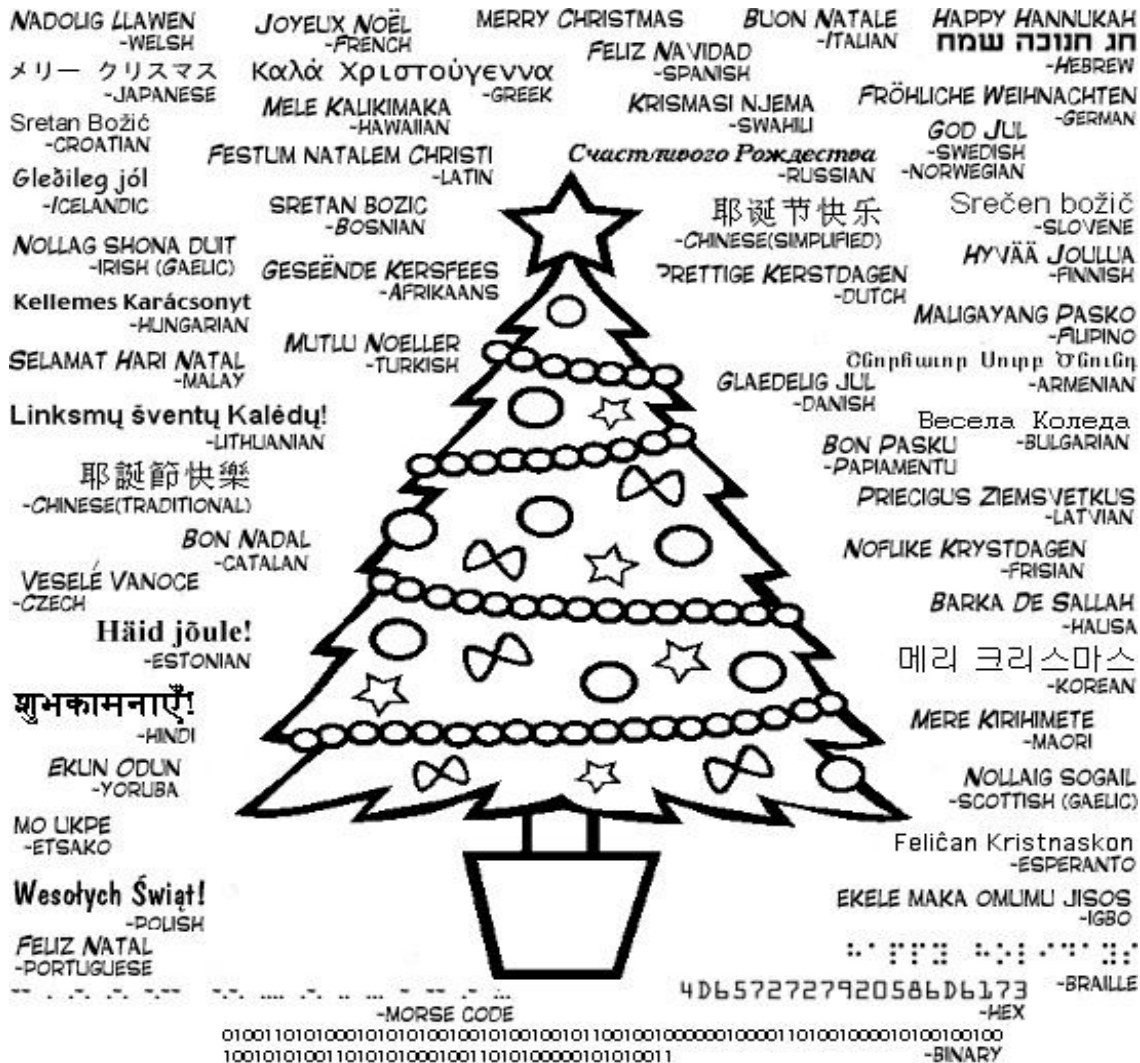 NADOLIG LLAWEN
-WELSH
JOYEUX NOËL
-FRENCH
MERRY CHRISTMAS
BUON NATALE
-ITALIAN
HAPPY HANNUKAH
חג חנוכה שמח
-HEBREW
FELIZ NAVIDAD
-SPANISH
メリー クリスマス
-JAPANESE
Καλά Χριστούγεννα
-GREEK
MELE KALIKIMAKA
-HAWAIIAN
KRISMASI NJEMA
-SWAHILI
FRÖHLICHE WEIHNACHTEN
-GERMAN
Sretan Božić
-CROATIAN
GOD JUL
-SWEDISH
-NORWEGIAN
FESTUM NATALEM CHRISTI
-LATIN
Счастливого Рождества
-RUSSIAN
Gleðileg jól
-ICELANDIC
SRETAN BOZIC
-BOSNIAN
耶诞节快乐
-CHINESE(SIMPLIFIED)
Srečen božič
-SLOVENE
NOLLAG SHONA DUIT
-IRISH (GAELIC)
GESEËNDE KERSFEES
-AFRIKAANS
PRETTIGE KERSTDAGEN
-DUTCH
HYVÄÄ JOULUA
-FINNISH
Kellemes Karácsonyt
-HUNGARIAN
MALIGAYANG PASKO
-FILIPINO
MUTLU NOELLER
-TURKISH
SELAMAT HARI NATAL
-MALAY
Շնորհաւոր Սուրբ Ծնունդ
-ARMENIAN
GLAEDELIG JUL
-DANISH
Linksmų šventų Kalėdų!
-LITHUANIAN
Весела Коледа
-BULGARIAN
BON PASKU
-PAPIAMENTU
耶誕節快樂
-CHINESE(TRADITIONAL)
PRIECIGUS ZIEMSVETKUS
-LATVIAN
BON NADAL
-CATALAN
NOFLIKE KRYSTDAGEN
-FRISIAN
VESELÉ VANOCE
-CZECH
BARKA DE SALLAH
-HAUSA
Häid jõule!
-ESTONIAN
메리 크리스마스
-KOREAN
शुभकामनाएँ!
-HINDI
MERE KIRIHIMETE
-MAORI
EKUN ODUN
-YORUBA
NOLLAIG SOGAIL
-SCOTTISH (GAELIC)
MO UKPE
-ETSAKO
Feliĉan Kristnaskon
-ESPERANTO
Wesołych Świąt!
-POLISH
EKELE MAKA OMUMU JISOS
-IGBO
FELIZ NATAL
-PORTUGUESE
⠓⠁⠏⠏⠽ ⠓⠕⠇⠊⠙⠁⠽⠎
-BRAILLE
-- . .-. .-. -.-- -.-. .... .-. .. ... - -- .- ...
-MORSE CODE
4D6572727920586D6173
-HEX
0100110101000101010100100101001001011001001000000100001101001000010100100100
10010101001101010100010011010100000101010011
-BINARY